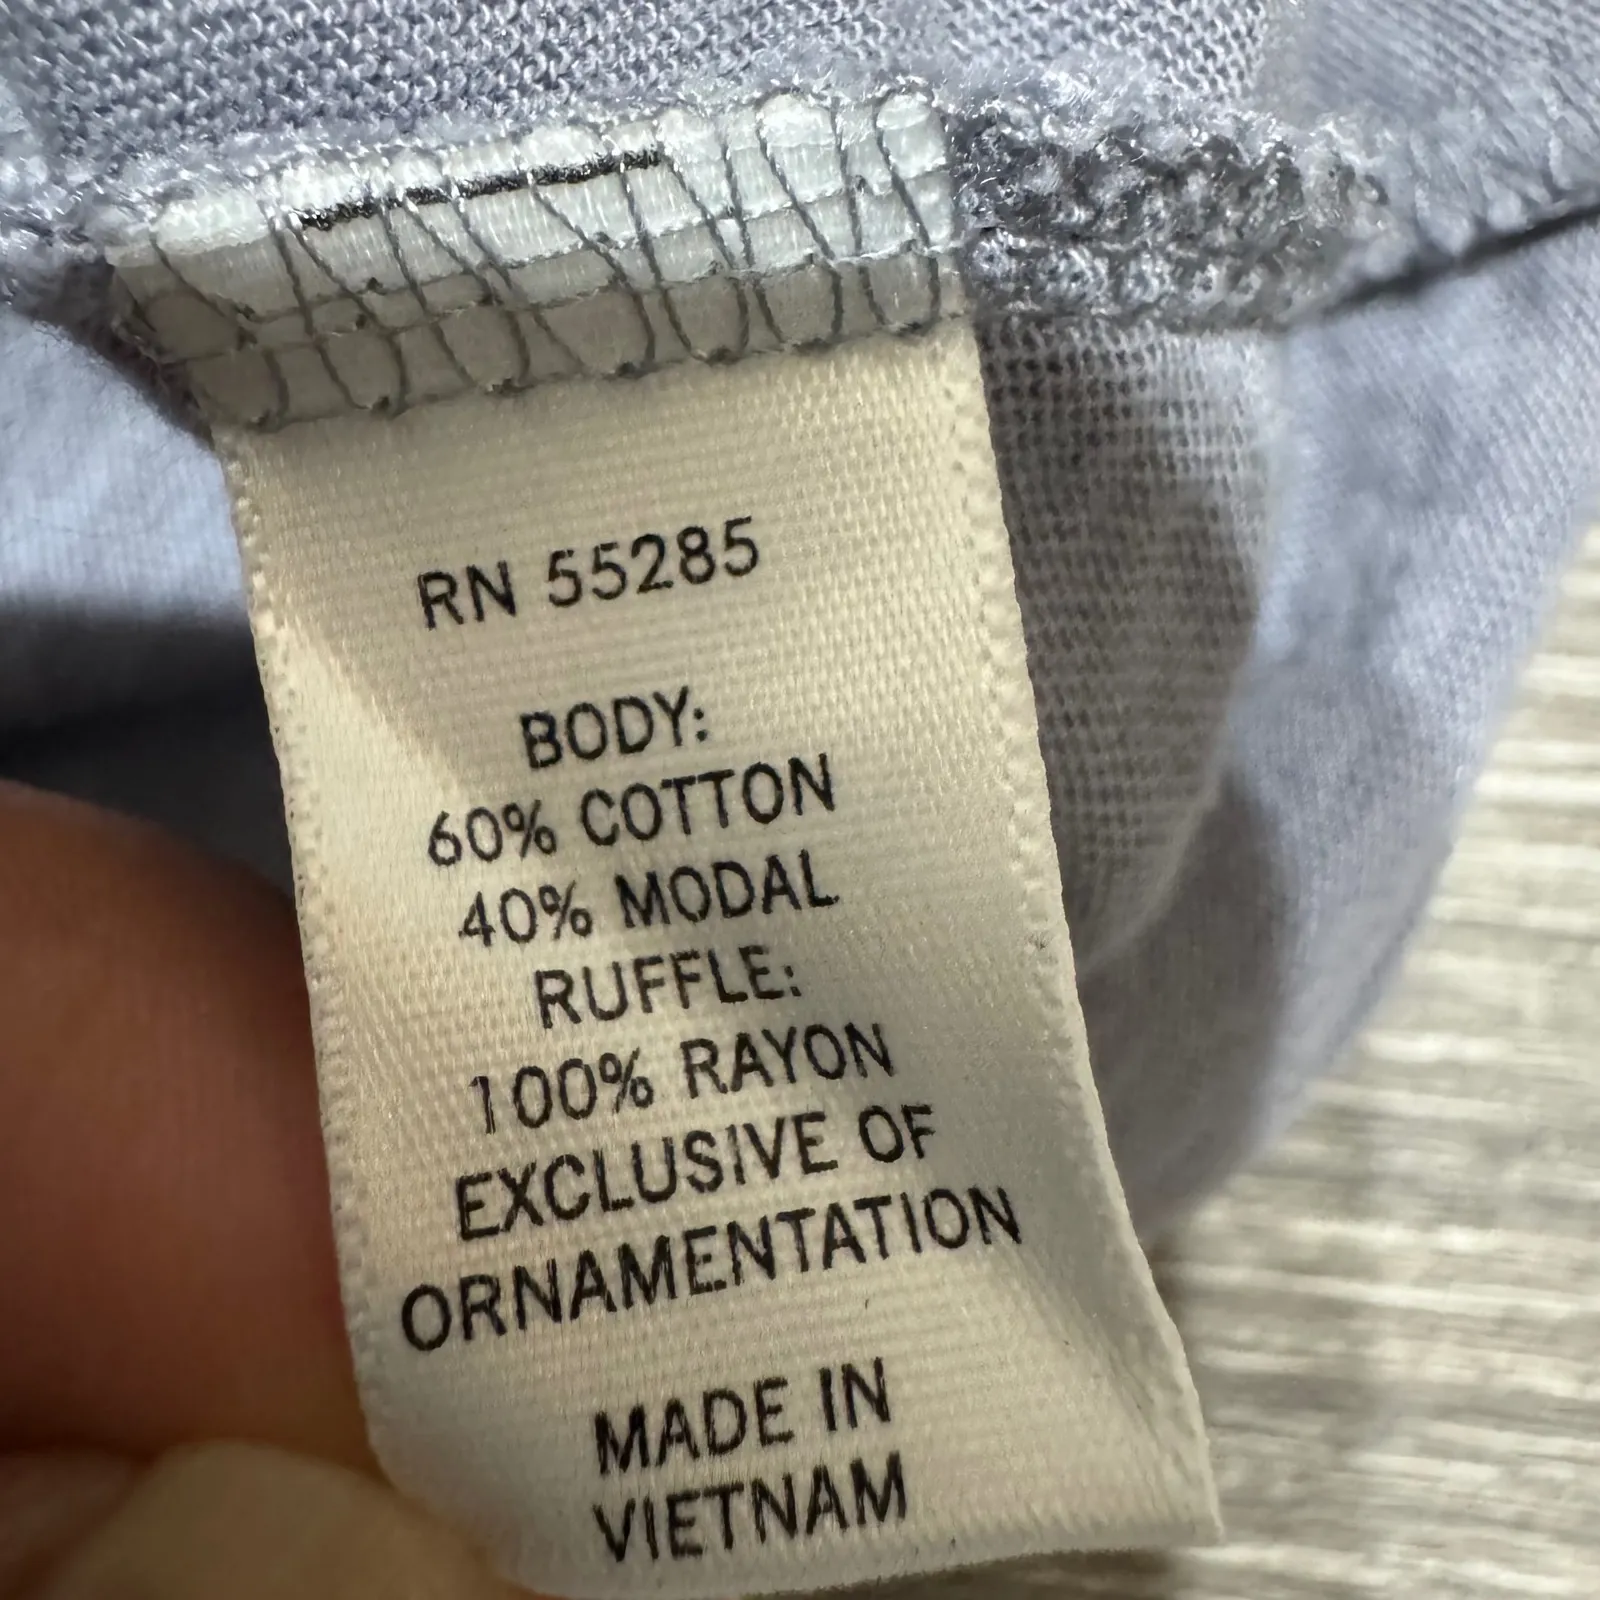 RN 55285
BODY:
60% COTTON
40% MODAL
RUFFLE:
100% RAYON
EXCLUSIVE OF
ORNAMENTATION
MADE IN
VIETNAM